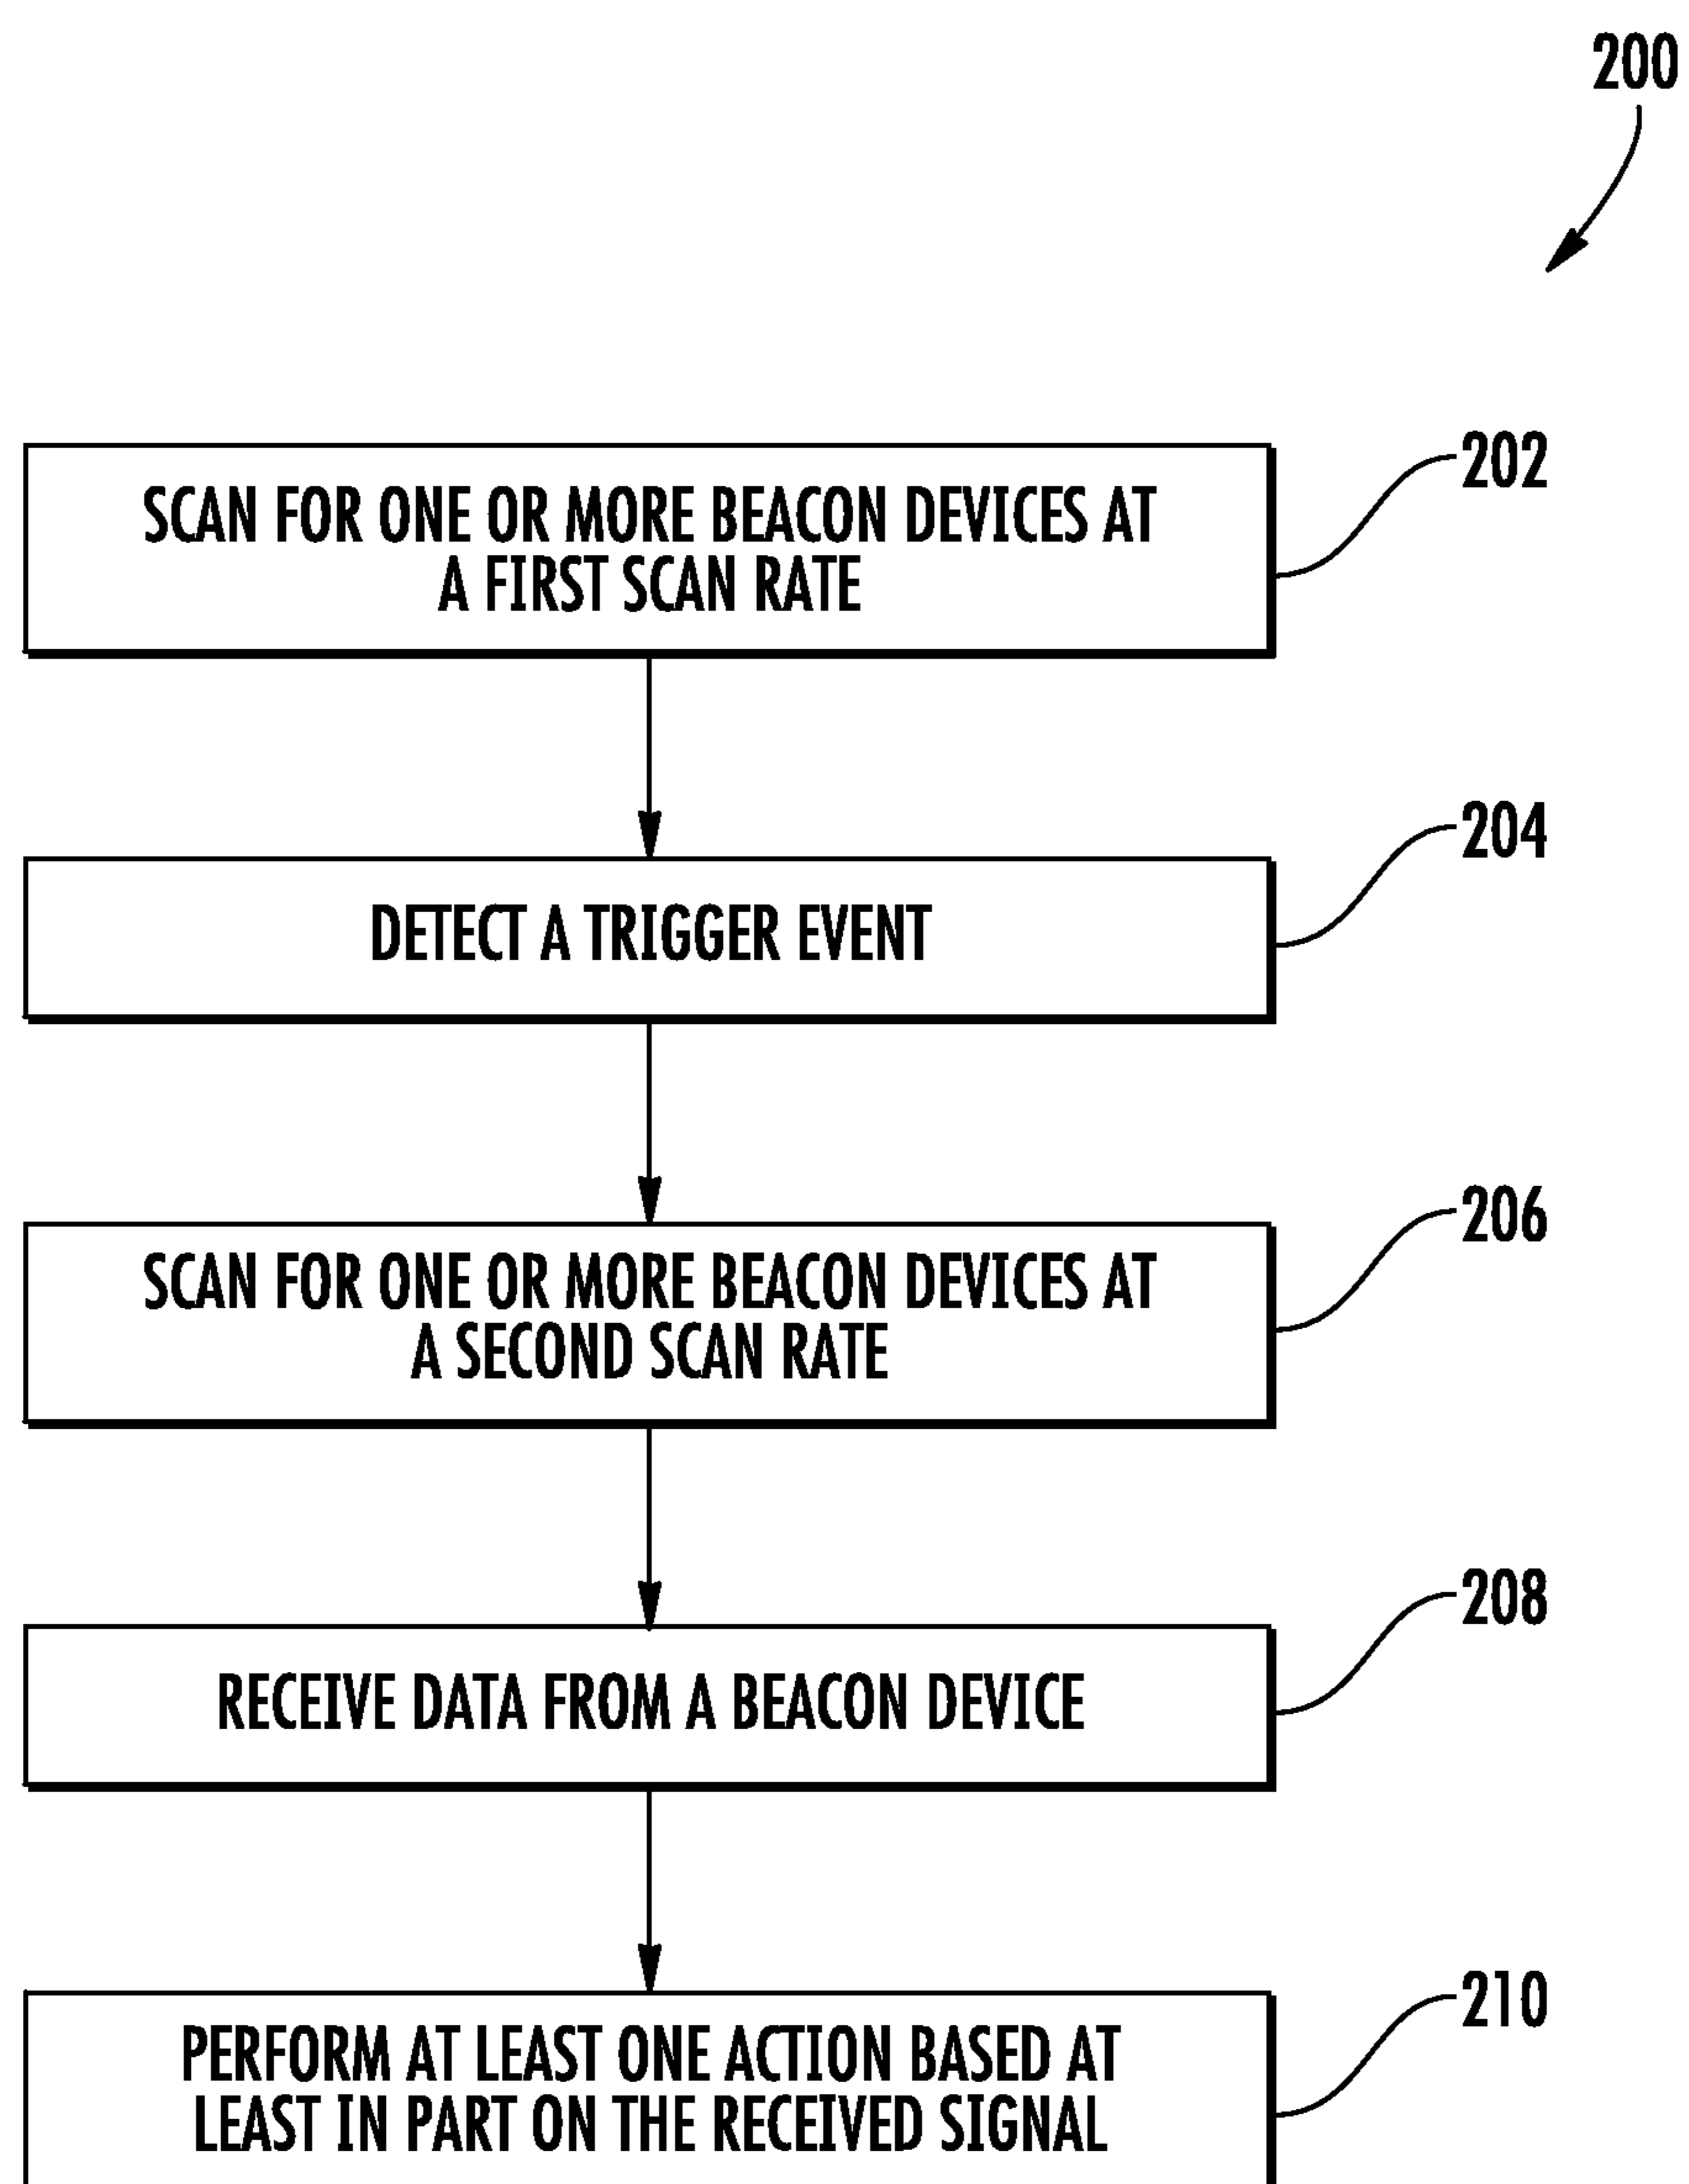 200
SCAN FOR ONE OR MORE BEACON DEVICES AT
A FIRST SCAN RATE
202
DETECT A TRIGGER EVENT
204
SCAN FOR ONE OR MORE BEACON DEVICES AT
A SECOND SCAN RATE
206
RECEIVE DATA FROM A BEACON DEVICE
208
PERFORM AT LEAST ONE ACTION BASED AT
LEAST IN PART ON THE RECEIVED SIGNAL
210